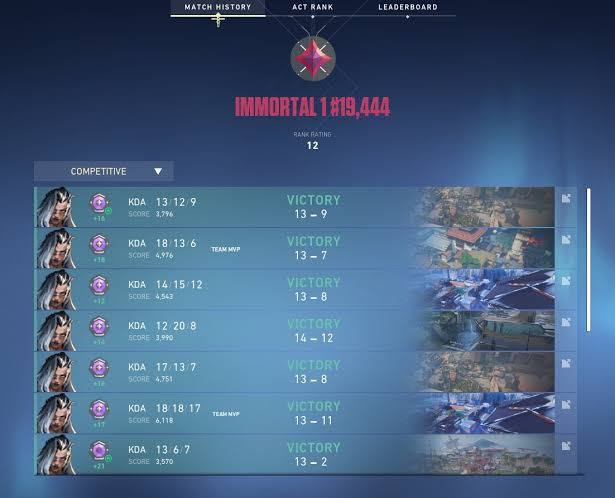 MATCH HISTORY ACT RANK LEADERBOARD
IMMORTAL 1 #19,444
RANK RATING
12
COMPETITIVE
KDA 13/12/9 VICTORY
+16 SCORE 3,796 13 – 9
KDA 18/13/6 TEAM MVP VICTORY
+18 SCORE 4,976 13 – 7
KDA 14/15/12 VICTORY
+12 SCORE 4,543 13 – 8
KDA 12/20/8 VICTORY
+14 SCORE 3,990 14 – 12
KDA 17/13/7 VICTORY
SCORE 4,751 13 – 8
KDA 18/18/17 TEAM MVP VICTORY
+17 SCORE 6,118 13 – 11
KDA 13/6/7 VICTORY
+21 SCORE 3,570 13 – 2